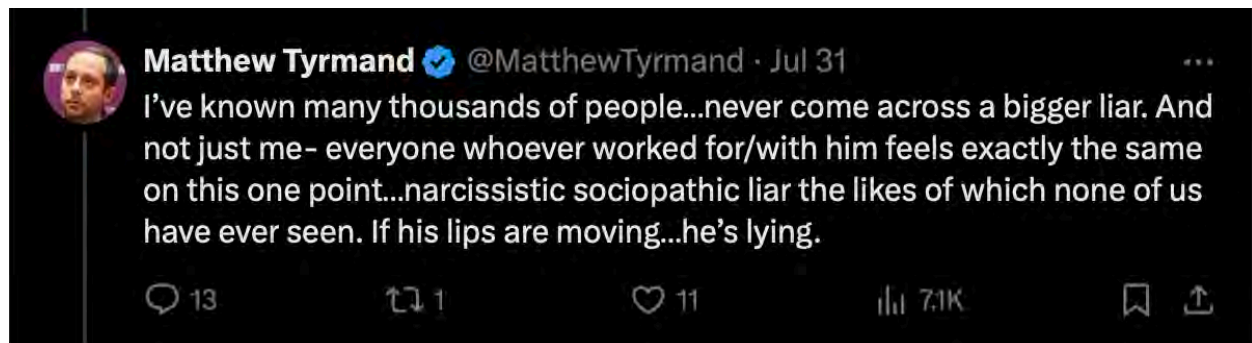 Matthew Tyrmand @MatthewTyrmand · Jul 31
I've known many thousands of people...never come across a bigger liar. And
not just me- everyone whoever worked for/with him feels exactly the same
on this one point...narcissistic sociopathic liar the likes of which none of us
have ever seen. If his lips are moving...he's lying.
13 1 11 7.1K